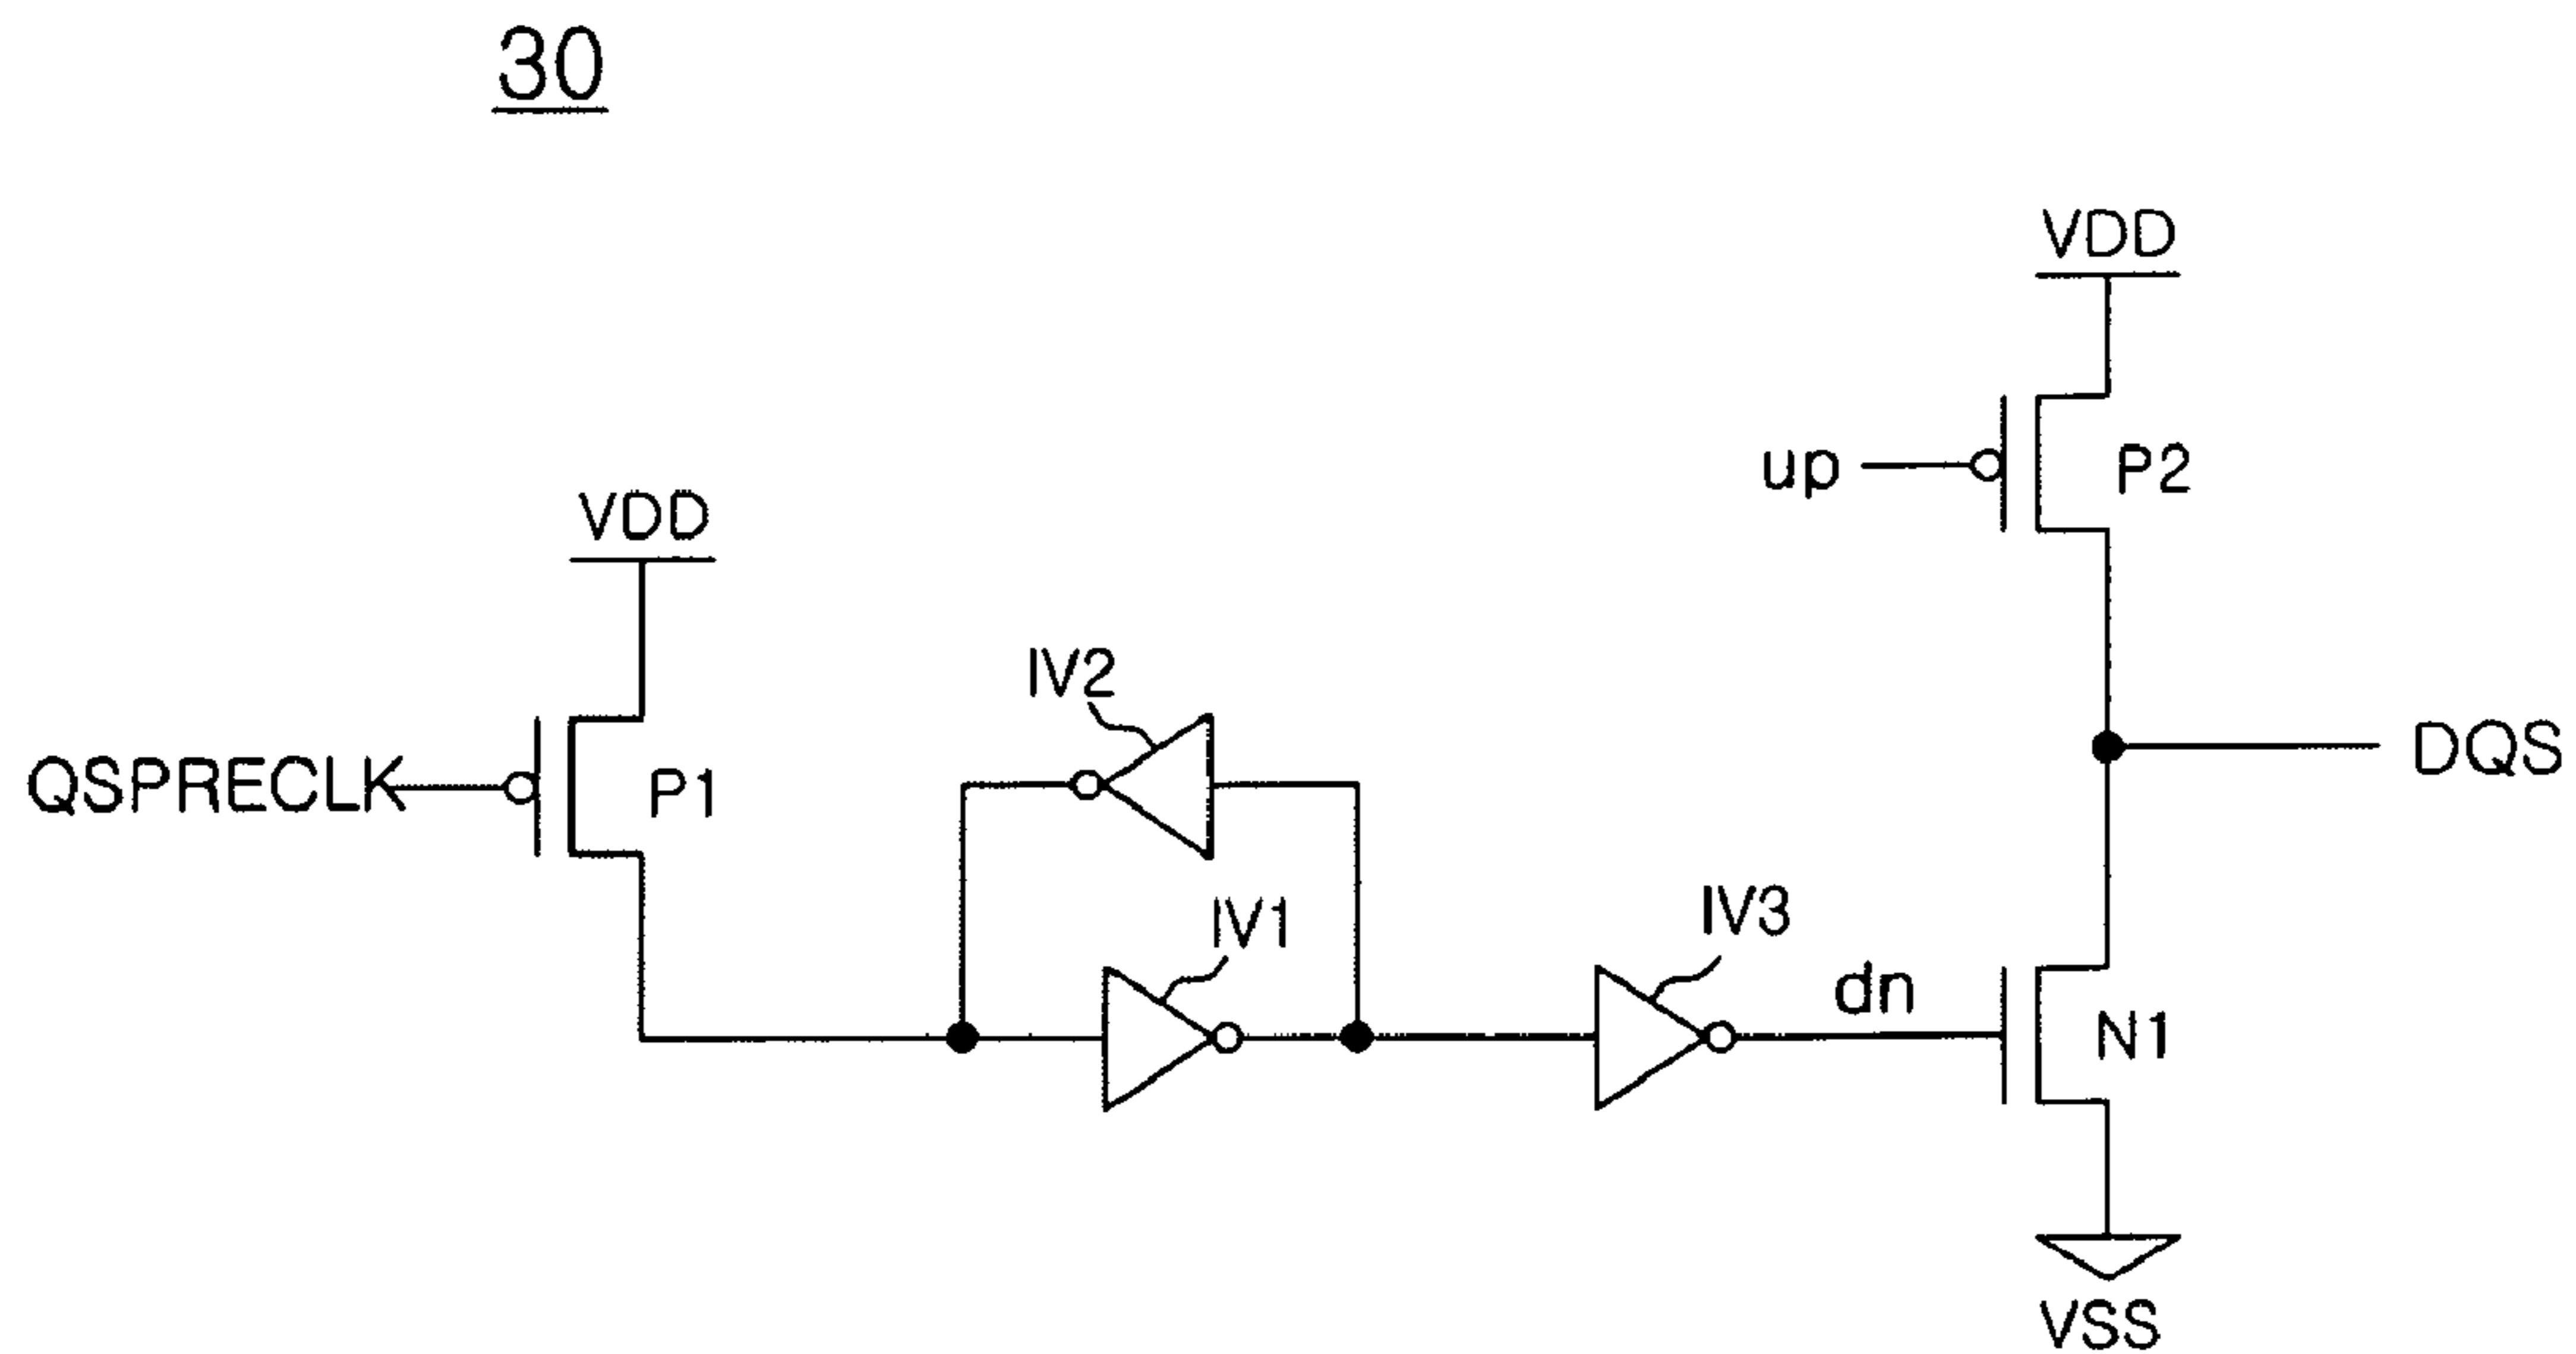 30
VDD
up
P2
VDD
IV2
QSPRECLK
P1
DQS
IV1
IV3
dn
N1
VSS